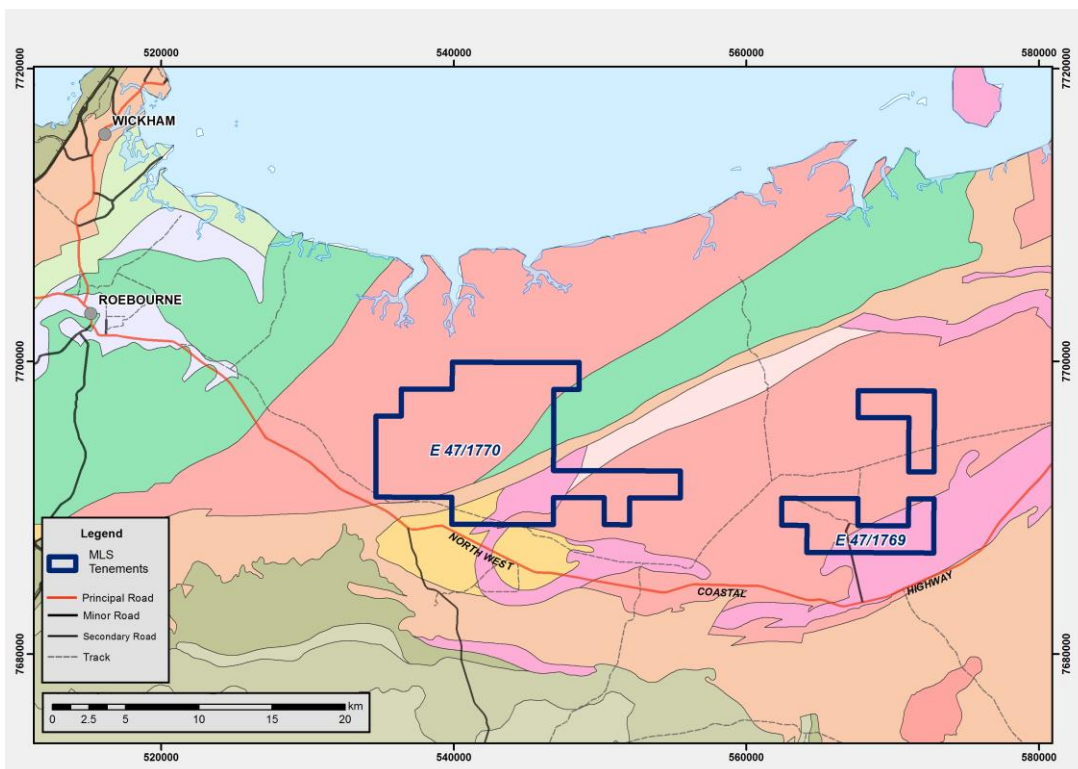 520000 540000 560000 580000
7720000 7720000
WICKHAM
ROEBOURNE
7700000 7700000
E 47/1770
E 47/1769
NORTH WEST
COASTAL
HIGHWAY
Legend
MLS
Tenements
Principal Road
Minor Road
Secondary Road
Track
7680000 7680000
km
0 2.5 5 10 15 20
520000 540000 560000 580000